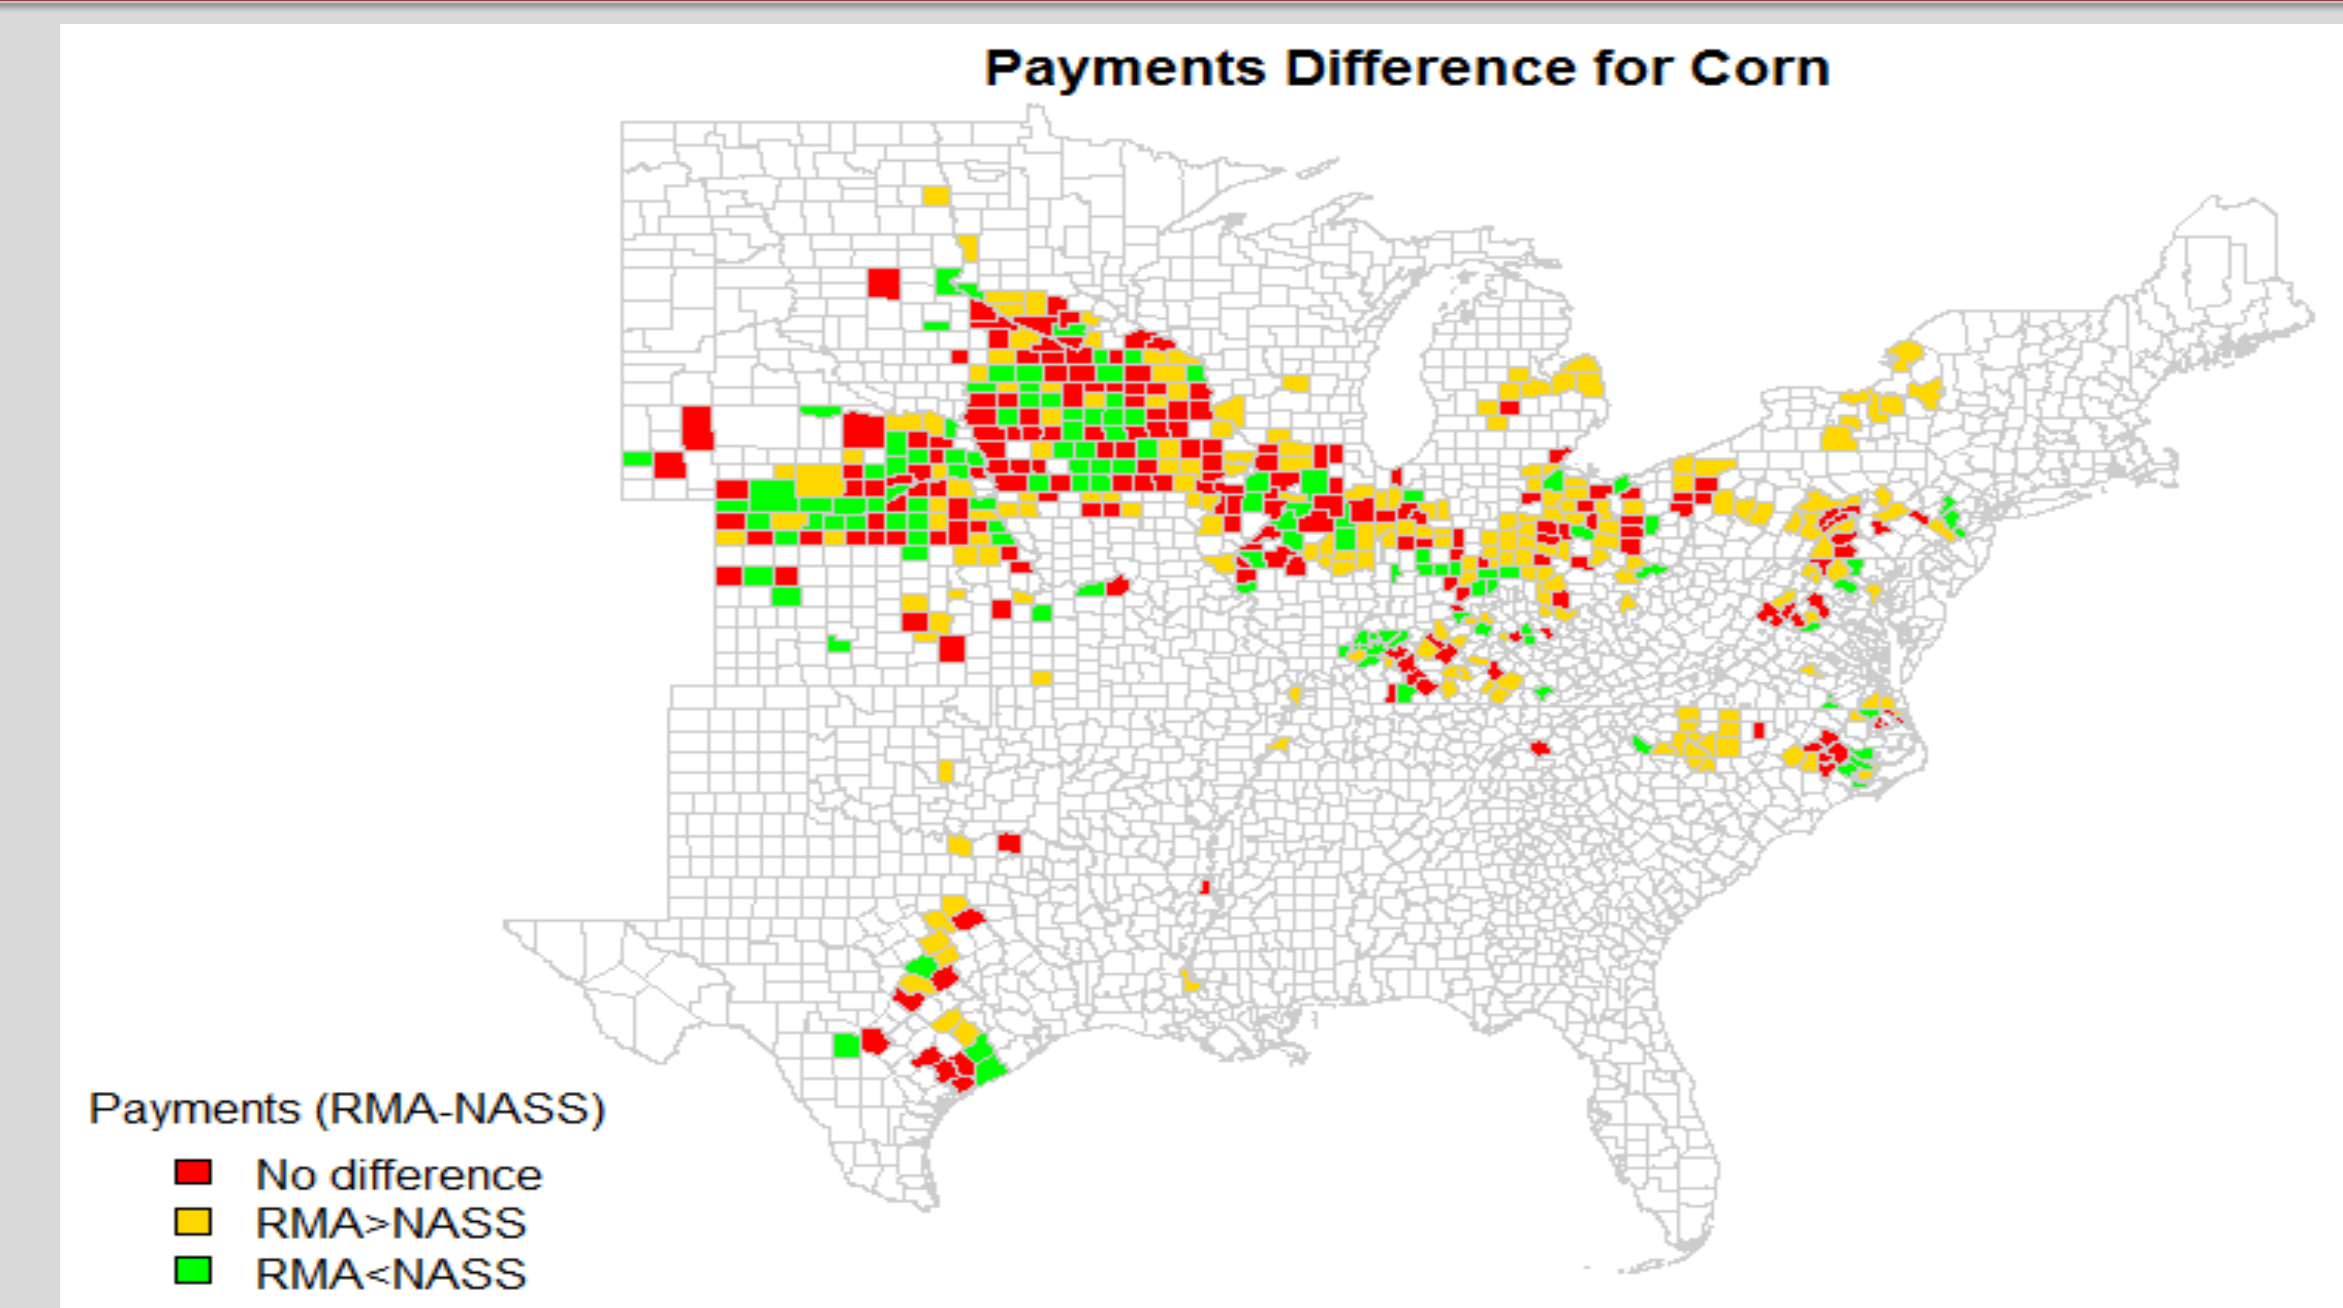 Payments Difference for Corn
Payments (RMA-NASS)
No difference
RMA>NASS
RMA<NASS